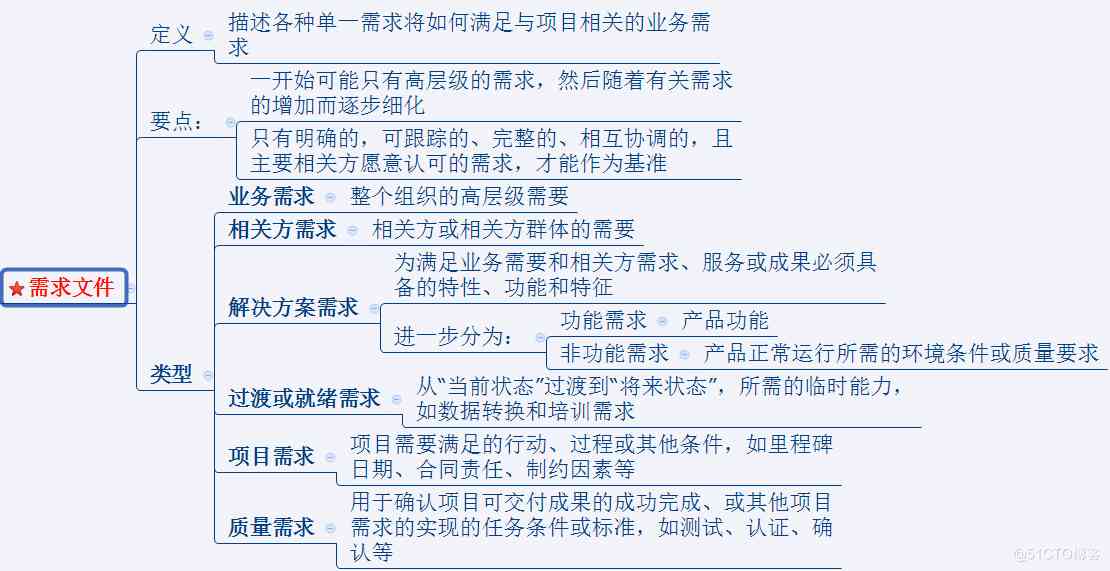 定义
描述各种单一需求将如何满足与项目相关的业务需
求
要点：
一开始可能只有高层级的需求，然后随着有关需求
的增加而逐步细化
只有明确的，可跟踪的、完整的、相互协调的，且
主要相关方愿意认可的需求，才能作为基准
★需求文件
类型
业务需求
整个组织的高层级需要
相关方需求
相关方或相关方群体的需要
解决方案需求
为满足业务需要和相关方需求、服务或成果必须具
备的特性、功能和特征
进一步分为：
功能需求
产品功能
非功能需求
产品正常运行所需的环境条件或质量要求
过渡或就绪需求
从“当前状态”过渡到“将来状态”，所需的临时能力，
如数据转换和培训需求
项目需求
项目需要满足的行动、过程或其他条件，如里程碑
日期、合同责任、制约因素等
质量需求
用于确认项目可交付成果的成功完成、或其他项目
需求的实现的任务条件或标准，如测试、认证、确
认等
@51CTO博客